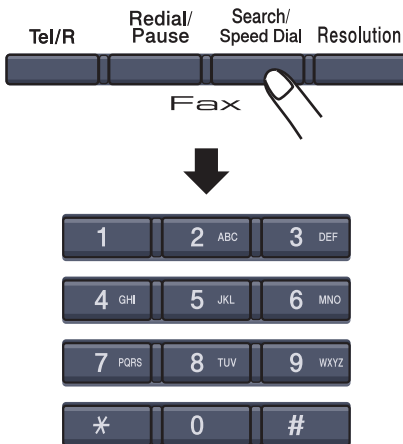 Tel/R
Redial/
Pause
Search/
Speed Dial
Resolution
Fax
1
2 ABC
3 DEF
4 GHI
5 JKL
6 MNO
7 PQRS
8 TUV
9 WXYZ
*
0
#